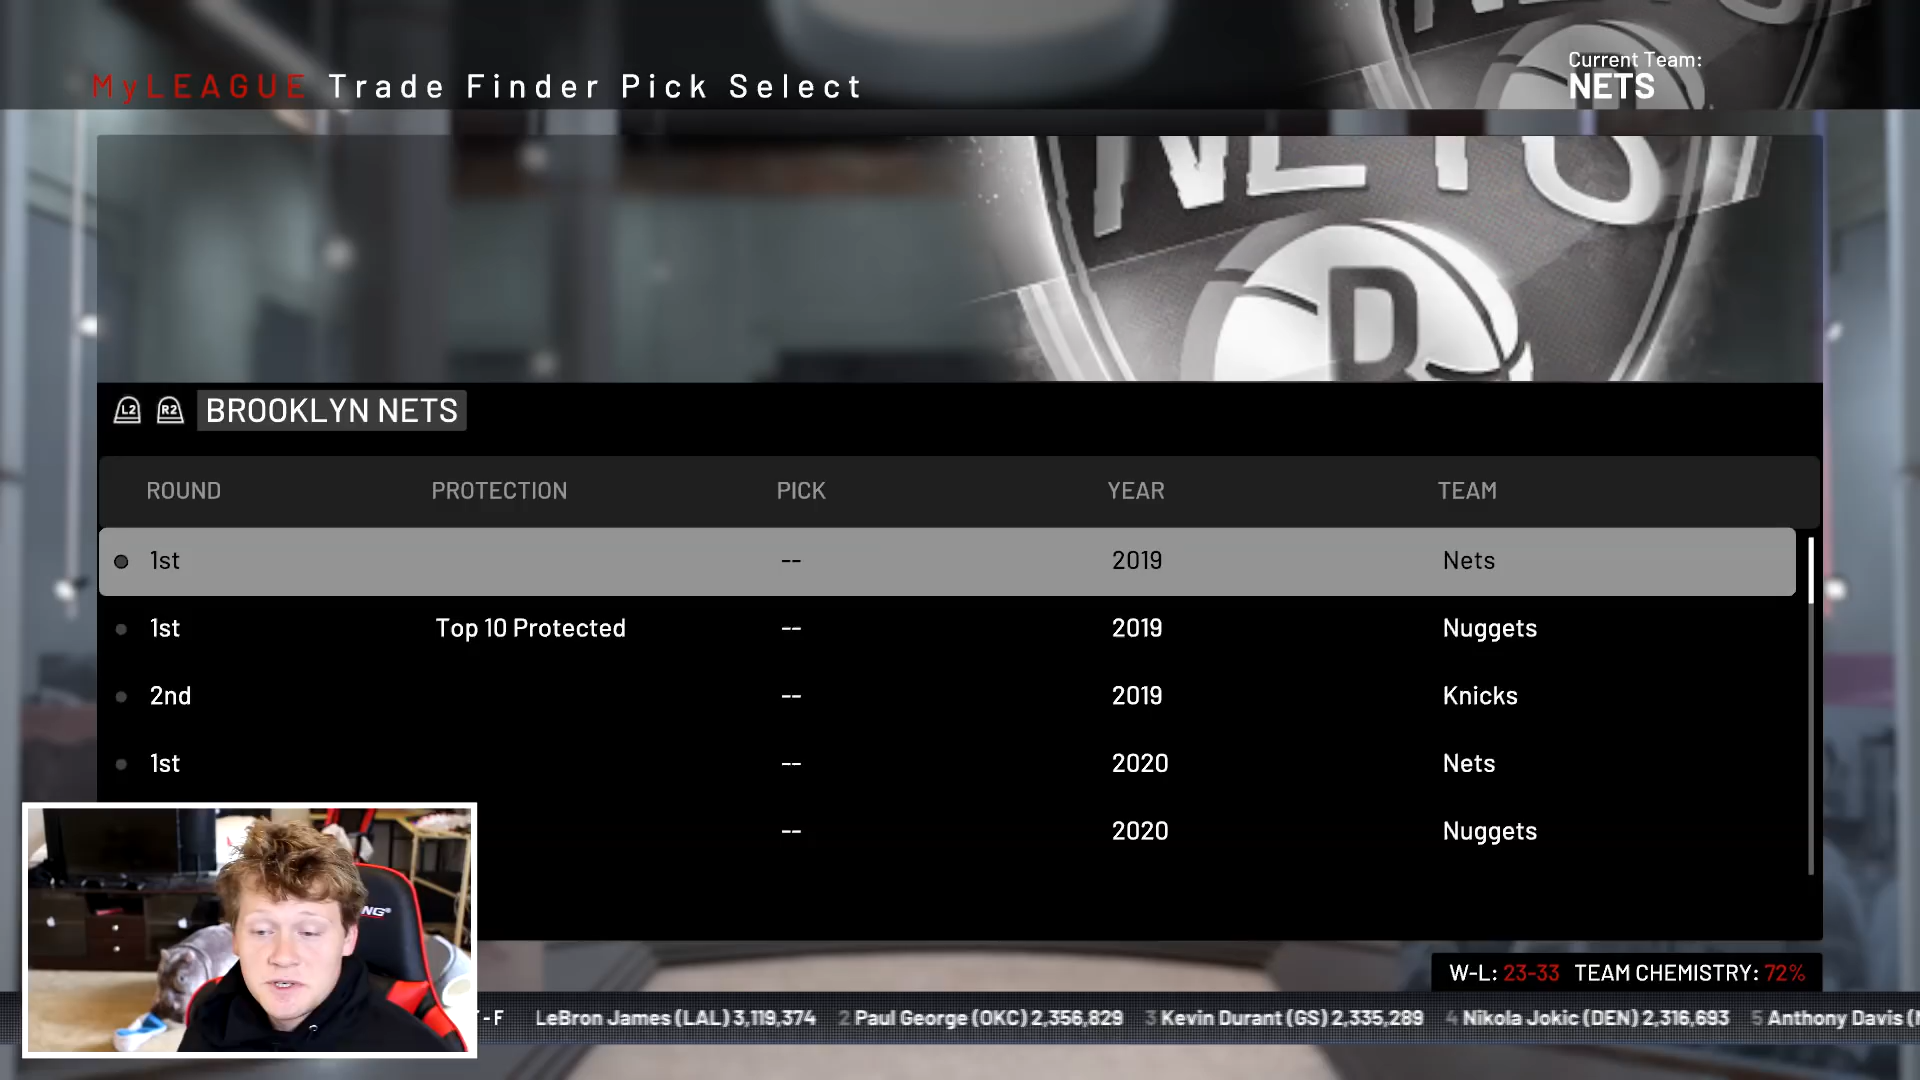 MyLEAGUE Trade Finder Pick Select
Current Team:
NETS
NETS
B
L2 R2 BROOKLYN NETS
ROUND PROTECTION PICK YEAR TEAM
1st -- 2019 Nets
1st Top 10 Protected -- 2019 Nuggets
2nd -- 2019 Knicks
1st -- 2020 Nets
-- 2020 Nuggets
W-L: 23-33 TEAM CHEMISTRY: 72%
- F LeBron James (LAL) 3,119,374 2 Paul George (OKC) 2,356,829 3 Kevin Durant (GS) 2,335,289 4 Nikola Jokic (DEN) 2,316,693 5 Anthony Davis